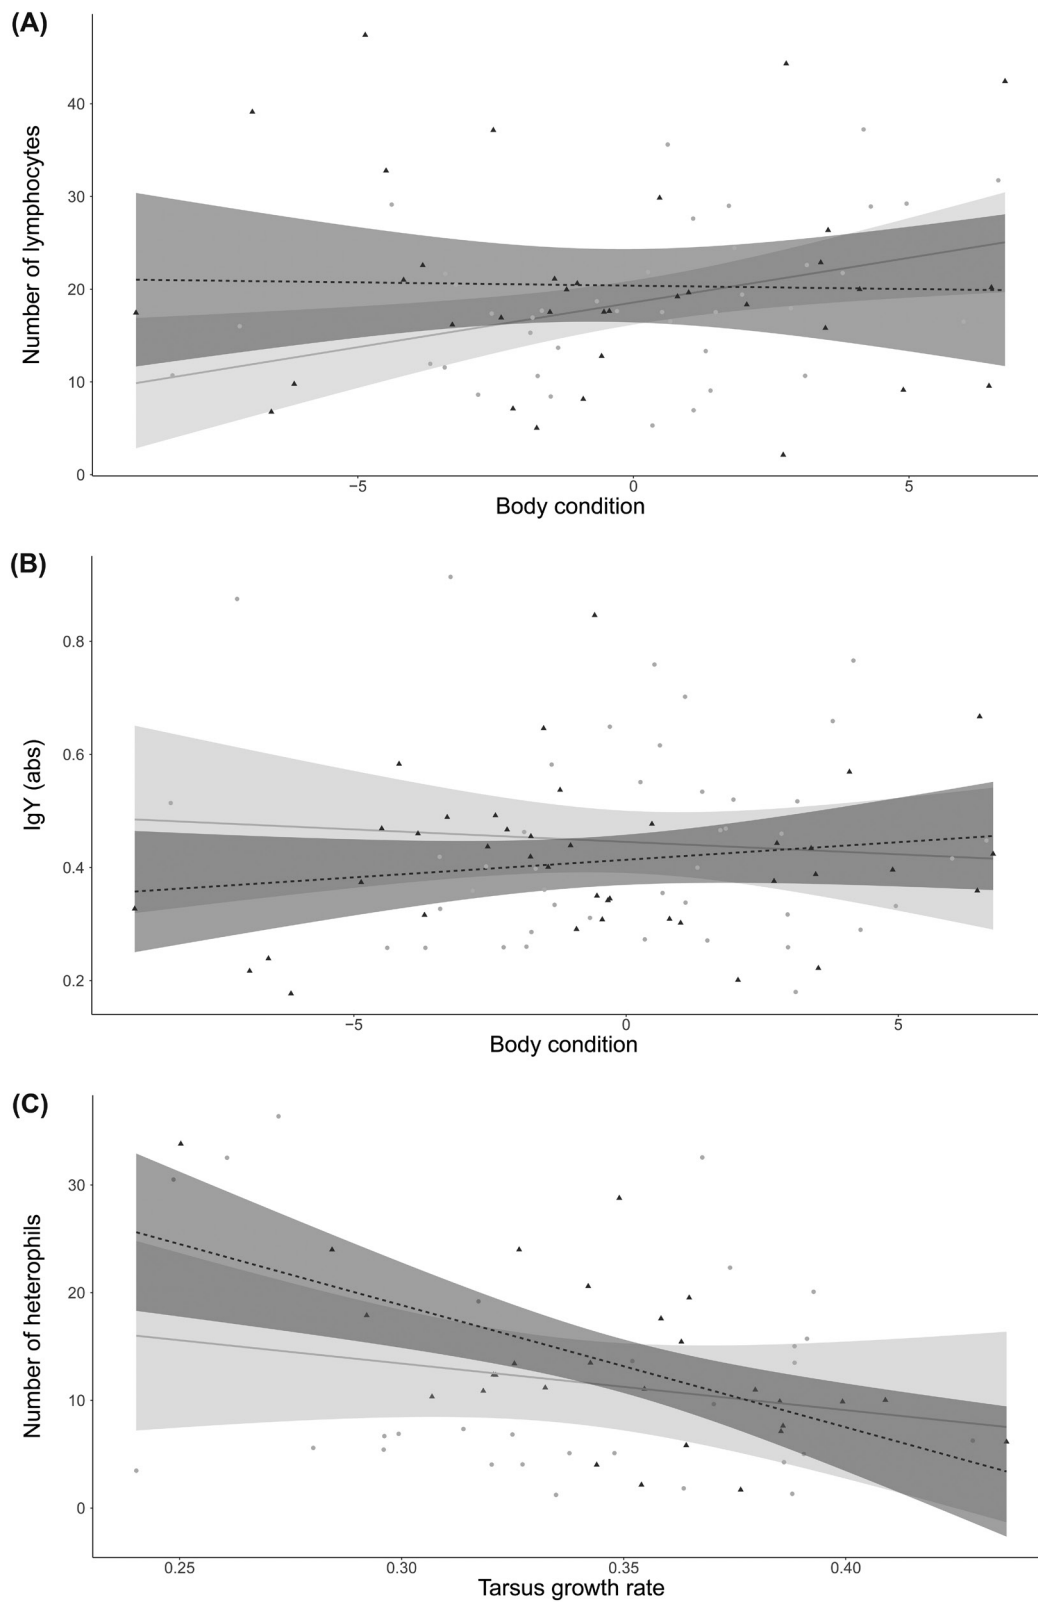 (A)
Number of lymphocytes
40
30
20
10
0
−5
0
5
Body condition
(B)
IgY (abs)
0.8
0.6
0.4
0.2
−5
0
5
Body condition
(C)
Number of heterophils
30
20
10
0
0.25
0.30
0.35
0.40
Tarsus growth rate